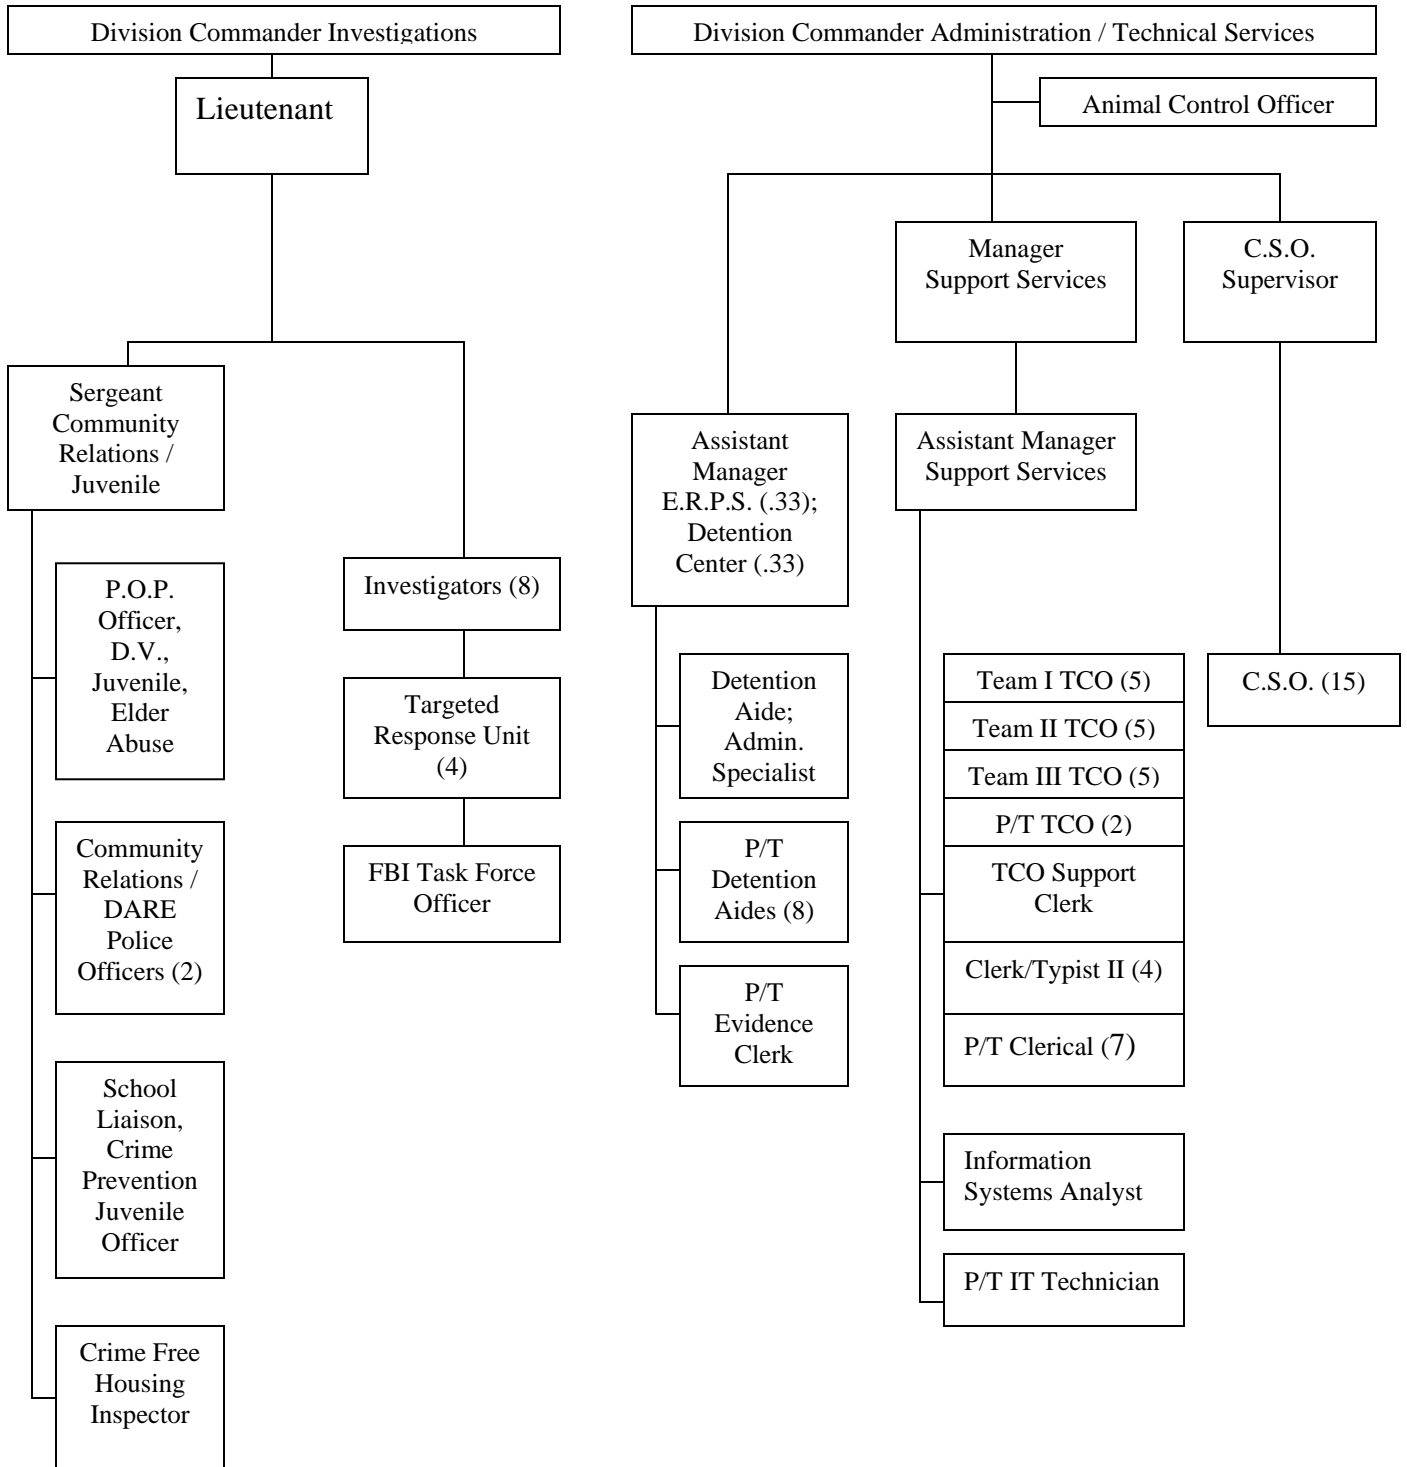 Division Commander Investigations
Lieutenant
Sergeant
Community
Relations /
Juvenile
P.O.P.
Officer,
D.V.,
Juvenile,
Elder
Abuse
Community
Relations /
DARE
Police
Officers (2)
School
Liaison,
Crime
Prevention
Juvenile
Officer
Crime Free
Housing
Inspector
Investigators (8)
Targeted
Response Unit
(4)
FBI Task Force
Officer
Division Commander Administration / Technical Services
Animal Control Officer
Assistant
Manager
E.R.P.S. (.33);
Detention
Center (.33)
Detention
Aide;
Admin.
Specialist
P/T
Detention
Aides (8)
P/T
Evidence
Clerk
Manager
Support Services
Assistant Manager
Support Services
Team I TCO (5)
Team II TCO (5)
Team III TCO (5)
P/T TCO (2)
TCO Support
Clerk
Clerk/Typist II (4)
P/T Clerical (7)
Information
Systems Analyst
P/T IT Technician
C.S.O.
Supervisor
C.S.O. (15)